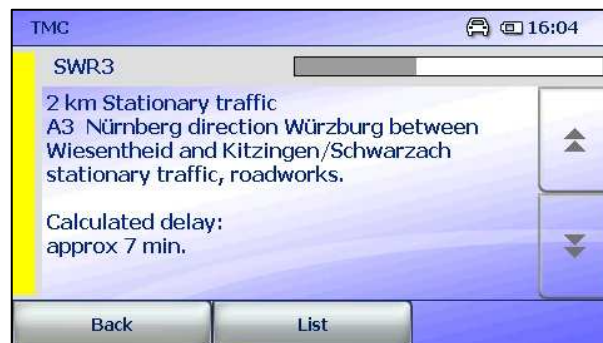 TMC 16:04
SWR3
2 km Stationary traffic
A3 Nürnberg direction Würzburg between
Wiesentheid and Kitzingen/Schwarzach
stationary traffic, roadworks.
Calculated delay:
approx 7 min.
Back List